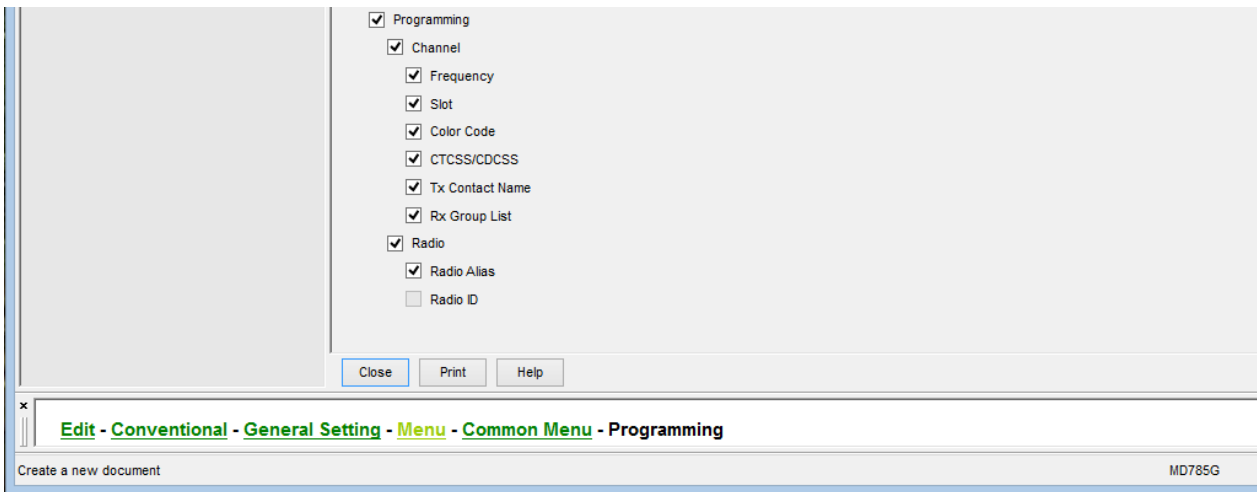 Programming
Channel
Frequency
Slot
Color Code
CTCSS/CDCSS
Tx Contact Name
Rx Group List
Radio
Radio Alias
Radio ID
Close Print Help
Edit - Conventional - General Setting - Menu - Common Menu - Programming
Create a new document MD785G